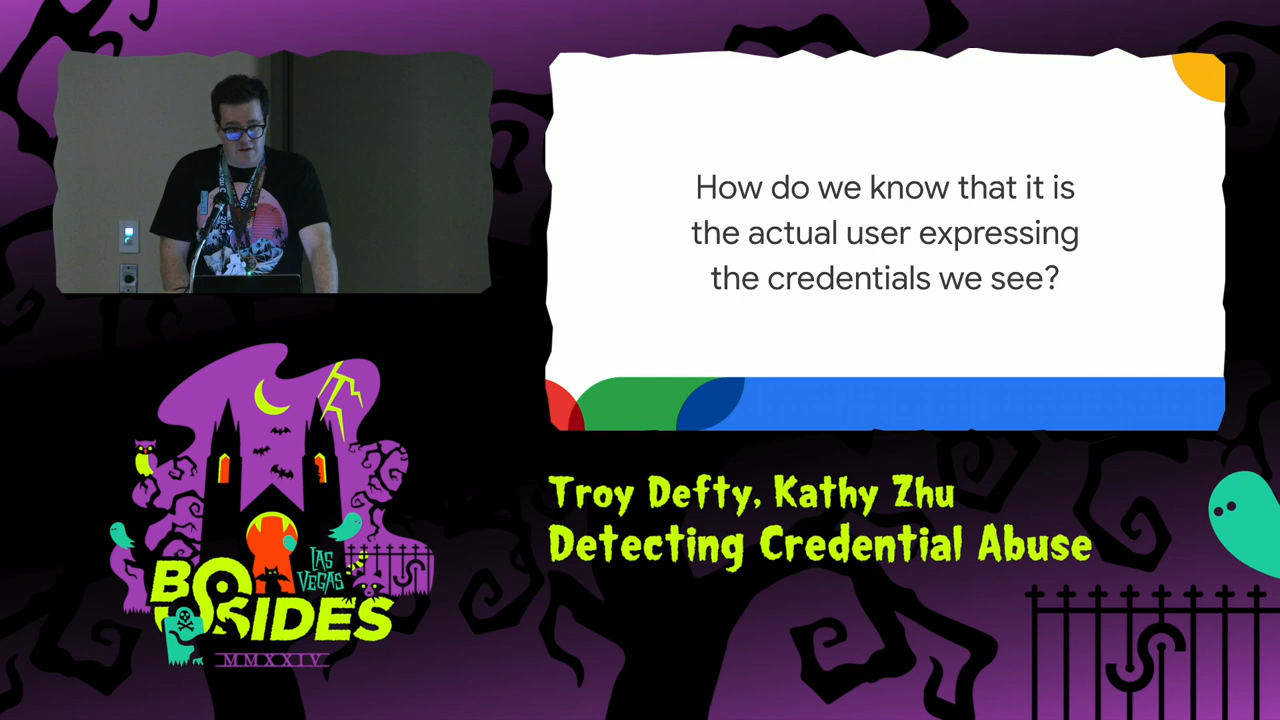 How do we know that it is
the actual user expressing
the credentials we see?
Troy Defty, Kathy Zhu
Detecting Credential Abuse
LAS
VEGAS
BSIDES
MMXXIV